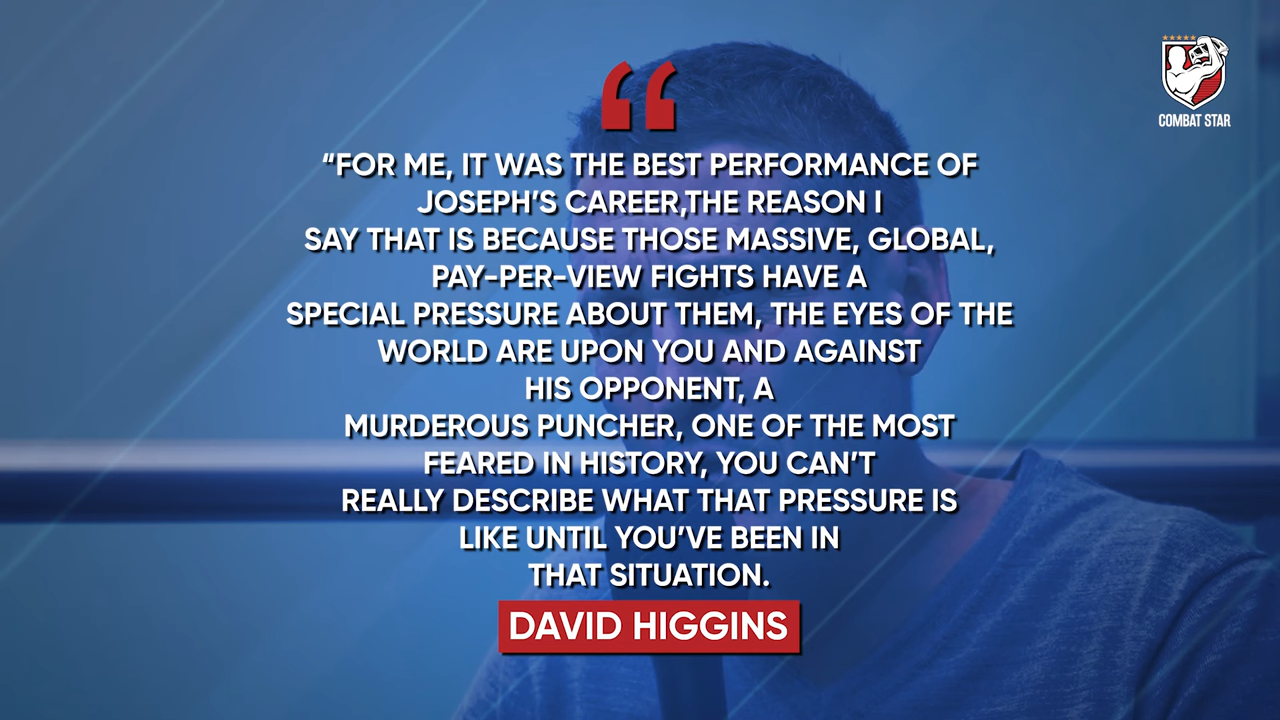 COMBAT STAR
“
“FOR ME, IT WAS THE BEST PERFORMANCE OF
JOSEPH’S CAREER,THE REASON I
SAY THAT IS BECAUSE THOSE MASSIVE, GLOBAL,
PAY-PER-VIEW FIGHTS HAVE A
SPECIAL PRESSURE ABOUT THEM, THE EYES OF THE
WORLD ARE UPON YOU AND AGAINST
HIS OPPONENT, A
MURDEROUS PUNCHER, ONE OF THE MOST
FEARED IN HISTORY, YOU CAN’T
REALLY DESCRIBE WHAT THAT PRESSURE IS
LIKE UNTIL YOU’VE BEEN IN
THAT SITUATION.
DAVID HIGGINS